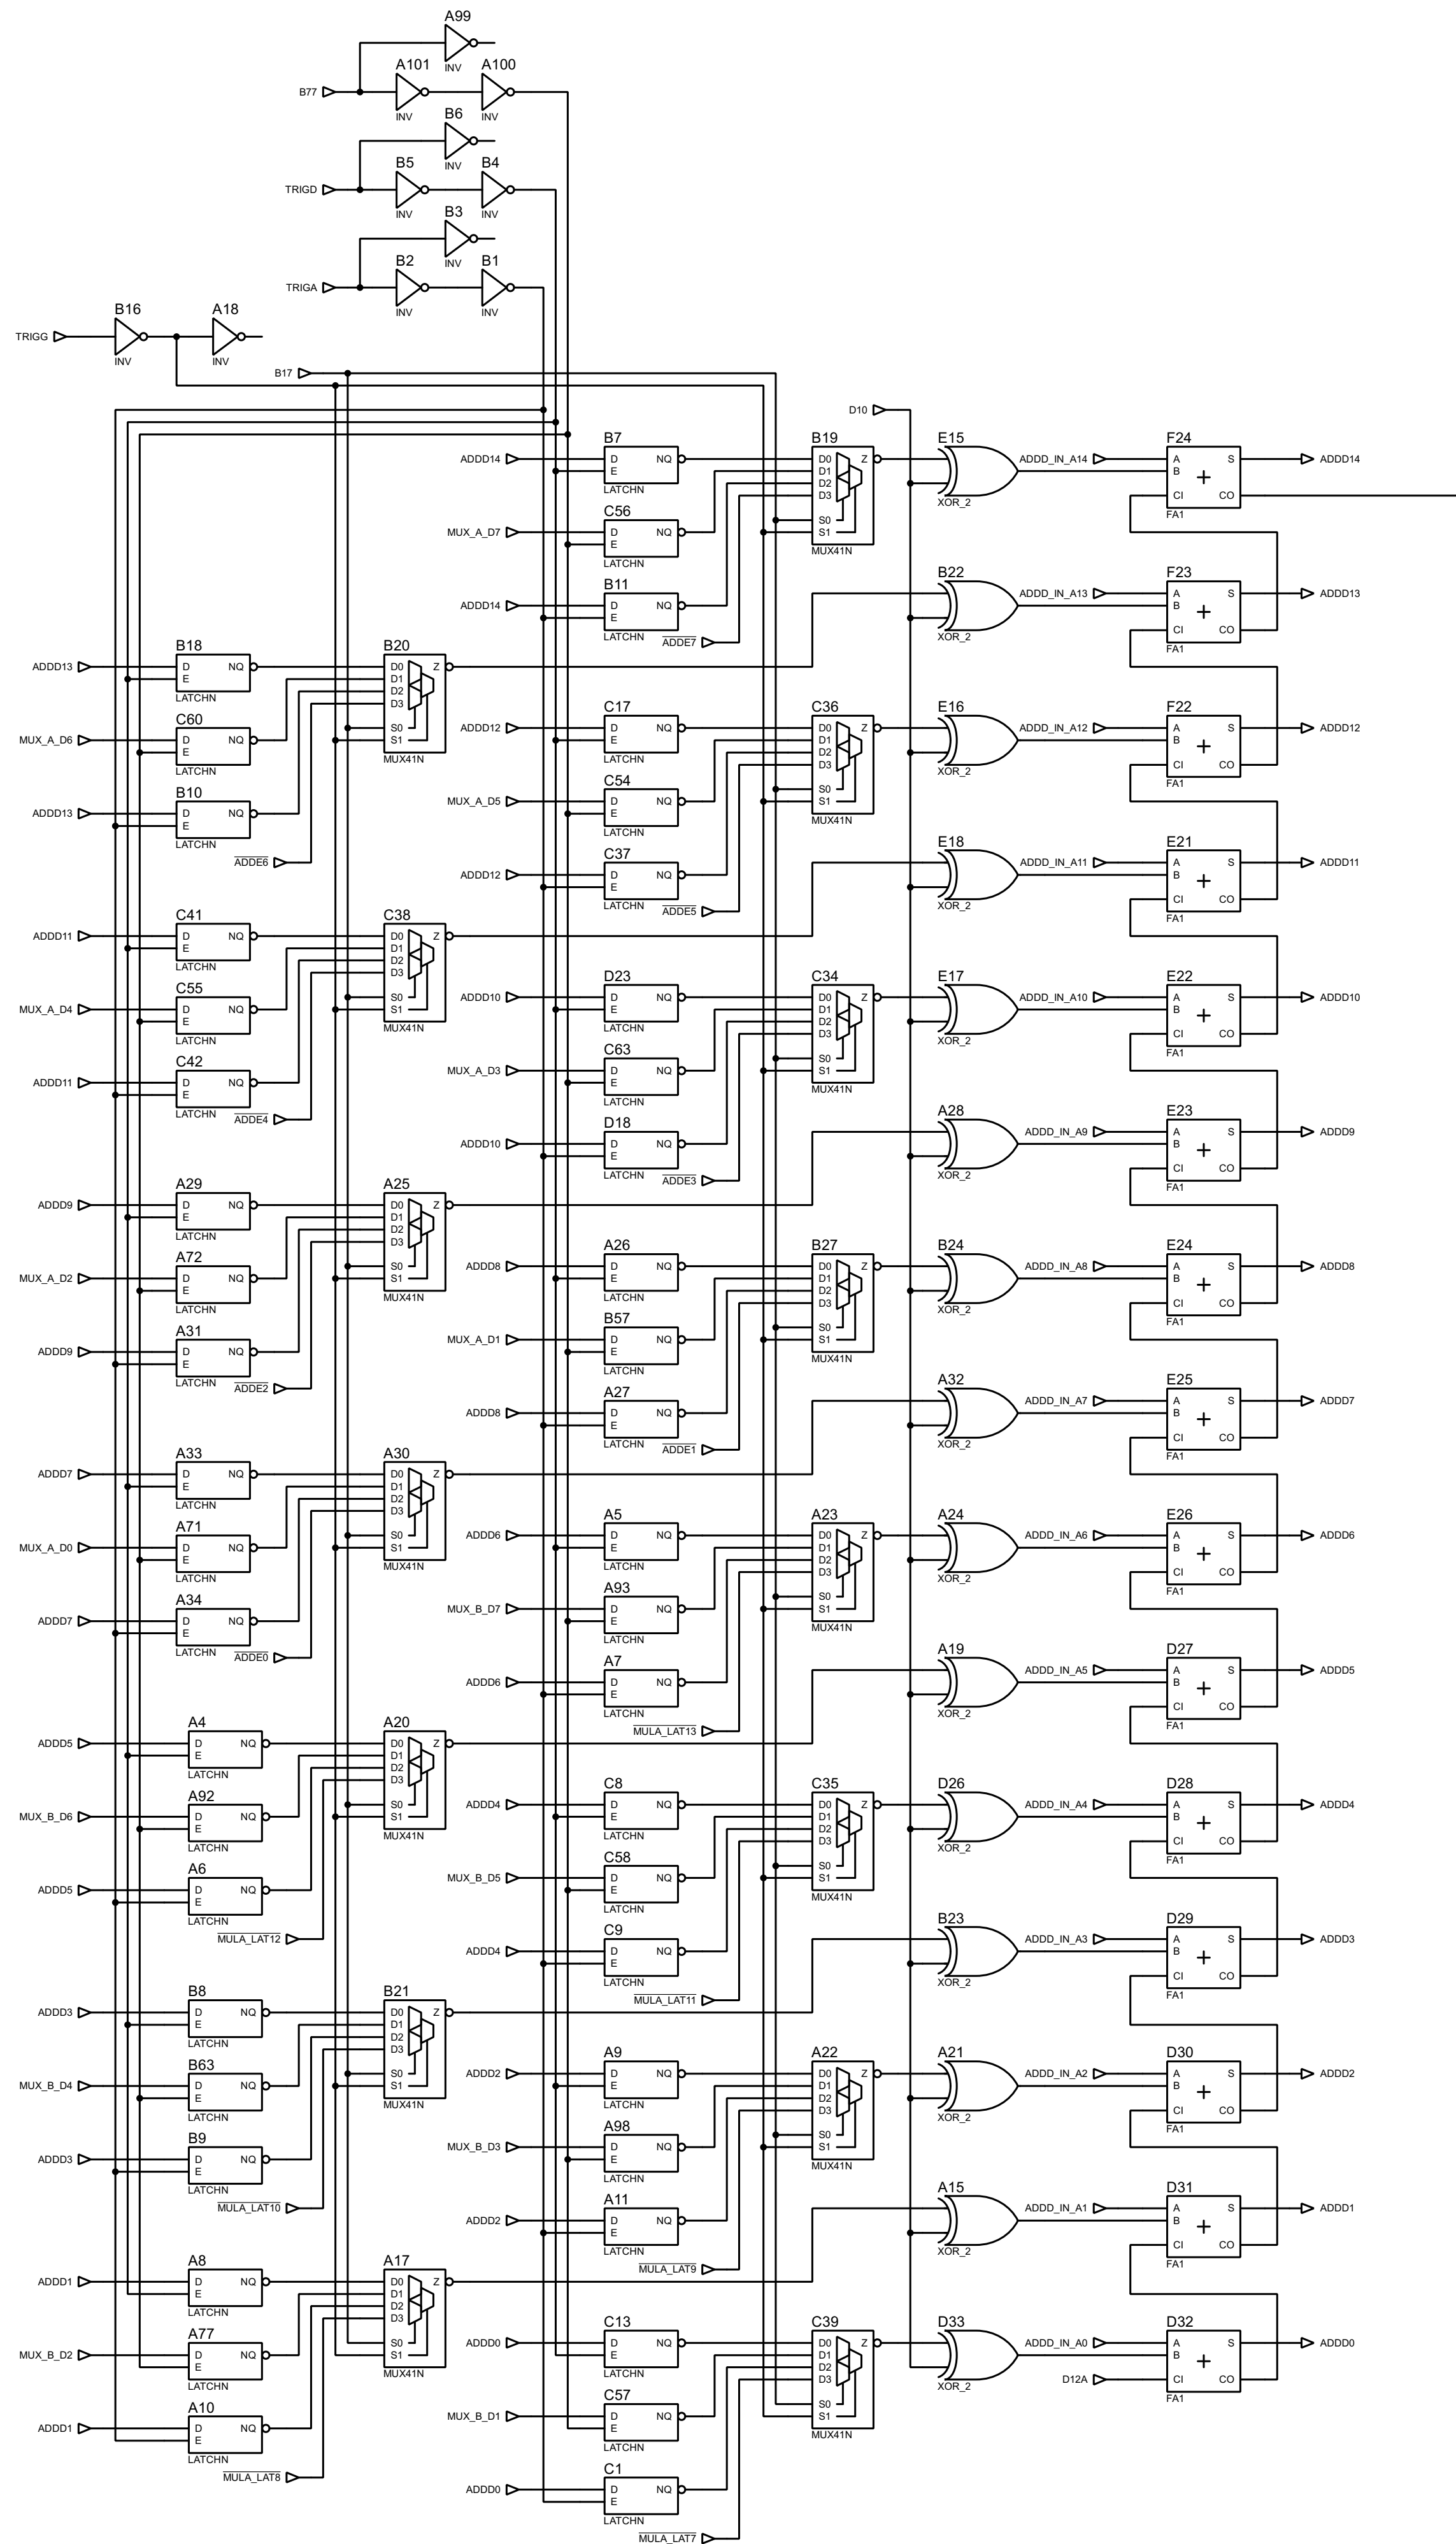 A99
INV
A101
A100
B77
INV
INV
B6
INV
B5
B4
TRIGD
INV
INV
B3
INV
B2
B1
TRIGA
INV
INV
B16
A18
TRIGG
INV
INV
B17
D10
B7
ADDD14
D NQ
E
LATCHN
C56
MUX_A_D7
D NQ
E
LATCHN
B11
ADDD14
D NQ
E
LATCHN
ADDE7
B19
D0 Z
D1
D2
D3
S0
S1
MUX41N
E15
XOR_2
ADDD_IN_A14
F24
A S
B
+
CI CO
FA1
ADDD14
B18
ADDD13
D NQ
E
LATCHN
C60
MUX_A_D6
D NQ
E
LATCHN
B10
ADDD13
D NQ
E
LATCHN
ADDE6
B20
D0 Z
D1
D2
D3
S0
S1
MUX41N
B22
XOR_2
ADDD_IN_A13
F23
A S
B
+
CI CO
FA1
ADDD13
C17
ADDD12
D NQ
E
LATCHN
C54
MUX_A_D5
D NQ
E
LATCHN
C37
ADDD12
D NQ
E
LATCHN
ADDE5
C36
D0 Z
D1
D2
D3
S0
S1
MUX41N
E16
XOR_2
ADDD_IN_A12
F22
A S
B
+
CI CO
FA1
ADDD12
C41
ADDD11
D NQ
E
LATCHN
C55
MUX_A_D4
D NQ
E
LATCHN
C42
ADDD11
D NQ
E
LATCHN
ADDE4
C38
D0 Z
D1
D2
D3
S0
S1
MUX41N
E18
XOR_2
ADDD_IN_A11
E21
A S
B
+
CI CO
FA1
ADDD11
D23
ADDD10
D NQ
E
LATCHN
C63
MUX_A_D3
D NQ
E
LATCHN
D18
ADDD10
D NQ
E
LATCHN
ADDE3
C34
D0 Z
D1
D2
D3
S0
S1
MUX41N
E17
XOR_2
ADDD_IN_A10
E22
A S
B
+
CI CO
FA1
ADDD10
A29
ADDD9
D NQ
E
LATCHN
A72
MUX_A_D2
D NQ
E
LATCHN
A31
ADDD9
D NQ
E
LATCHN
ADDE2
A25
D0 Z
D1
D2
D3
S0
S1
MUX41N
A28
XOR_2
ADDD_IN_A9
E23
A S
B
+
CI CO
FA1
ADDD9
A26
ADDD8
D NQ
E
LATCHN
B57
MUX_A_D1
D NQ
E
LATCHN
A27
ADDD8
D NQ
E
LATCHN
ADDE1
B27
D0 Z
D1
D2
D3
S0
S1
MUX41N
B24
XOR_2
ADDD_IN_A8
E24
A S
B
+
CI CO
FA1
ADDD8
A33
ADDD7
D NQ
E
LATCHN
A71
MUX_A_D0
D NQ
E
LATCHN
A34
ADDD7
D NQ
E
LATCHN
ADDE0
A30
D0 Z
D1
D2
D3
S0
S1
MUX41N
A32
XOR_2
ADDD_IN_A7
E25
A S
B
+
CI CO
FA1
ADDD7
A5
ADDD6
D NQ
E
LATCHN
A93
MUX_B_D7
D NQ
E
LATCHN
A7
ADDD6
D NQ
E
LATCHN
MULA_LAT13
A23
D0 Z
D1
D2
D3
S0
S1
MUX41N
A24
XOR_2
ADDD_IN_A6
E26
A S
B
+
CI CO
FA1
ADDD6
A4
ADDD5
D NQ
E
LATCHN
A92
MUX_B_D6
D NQ
E
LATCHN
A6
ADDD5
D NQ
E
LATCHN
MULA_LAT12
A20
D0 Z
D1
D2
D3
S0
S1
MUX41N
A19
XOR_2
ADDD_IN_A5
D27
A S
B
+
CI CO
FA1
ADDD5
C8
ADDD4
D NQ
E
LATCHN
C58
MUX_B_D5
D NQ
E
LATCHN
C9
ADDD4
D NQ
E
LATCHN
MULA_LAT11
C35
D0 Z
D1
D2
D3
S0
S1
MUX41N
D26
XOR_2
ADDD_IN_A4
D28
A S
B
+
CI CO
FA1
ADDD4
B8
ADDD3
D NQ
E
LATCHN
B63
MUX_B_D4
D NQ
E
LATCHN
B9
ADDD3
D NQ
E
LATCHN
MULA_LAT10
B21
D0 Z
D1
D2
D3
S0
S1
MUX41N
B23
XOR_2
ADDD_IN_A3
D29
A S
B
+
CI CO
FA1
ADDD3
A9
ADDD2
D NQ
E
LATCHN
A98
MUX_B_D3
D NQ
E
LATCHN
A11
ADDD2
D NQ
E
LATCHN
MULA_LAT9
A22
D0 Z
D1
D2
D3
S0
S1
MUX41N
A21
XOR_2
ADDD_IN_A2
D30
A S
B
+
CI CO
FA1
ADDD2
A8
ADDD1
D NQ
E
LATCHN
A77
MUX_B_D2
D NQ
E
LATCHN
A10
ADDD1
D NQ
E
LATCHN
MULA_LAT8
A17
D0 Z
D1
D2
D3
S0
S1
MUX41N
A15
XOR_2
ADDD_IN_A1
D31
A S
B
+
CI CO
FA1
ADDD1
C13
ADDD0
D NQ
E
LATCHN
C57
MUX_B_D1
D NQ
E
LATCHN
C1
ADDD0
D NQ
E
LATCHN
MULA_LAT7
C39
D0 Z
D1
D2
D3
S0
S1
MUX41N
D33
XOR_2
ADDD_IN_A0
D12A
D32
A S
B
+
CI CO
FA1
ADDD0